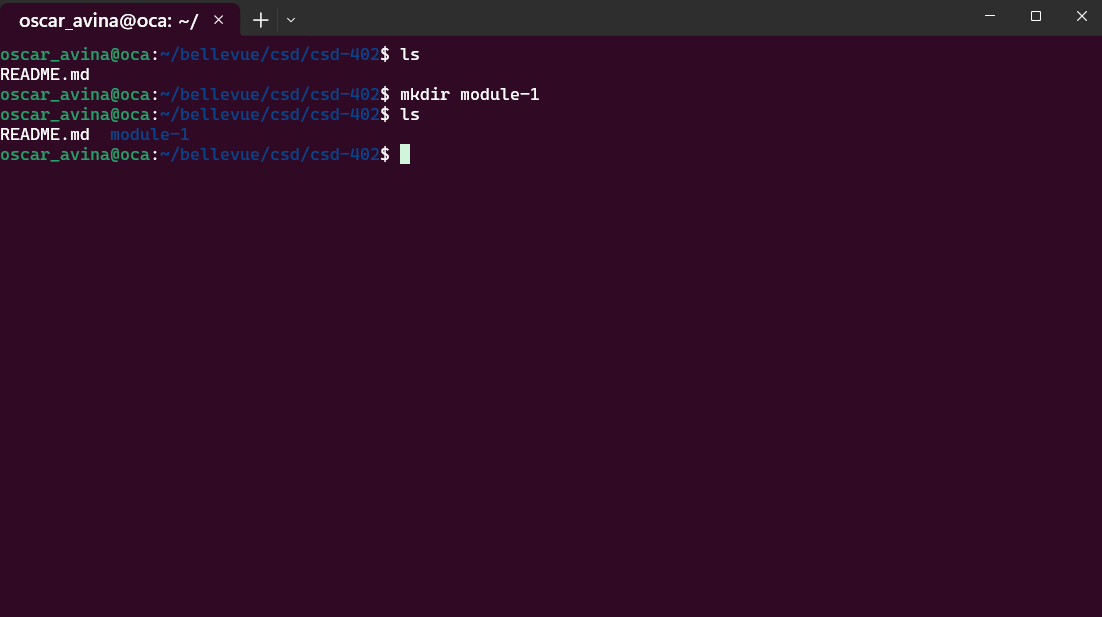 oscar_avina@oca: ~/
oscar_avina@oca:~/bellevue/csd/csd-402$ ls
README.md
oscar_avina@oca:~/bellevue/csd/csd-402$ mkdir module-1
oscar_avina@oca:~/bellevue/csd/csd-402$ ls
README.md  module-1
oscar_avina@oca:~/bellevue/csd/csd-402$